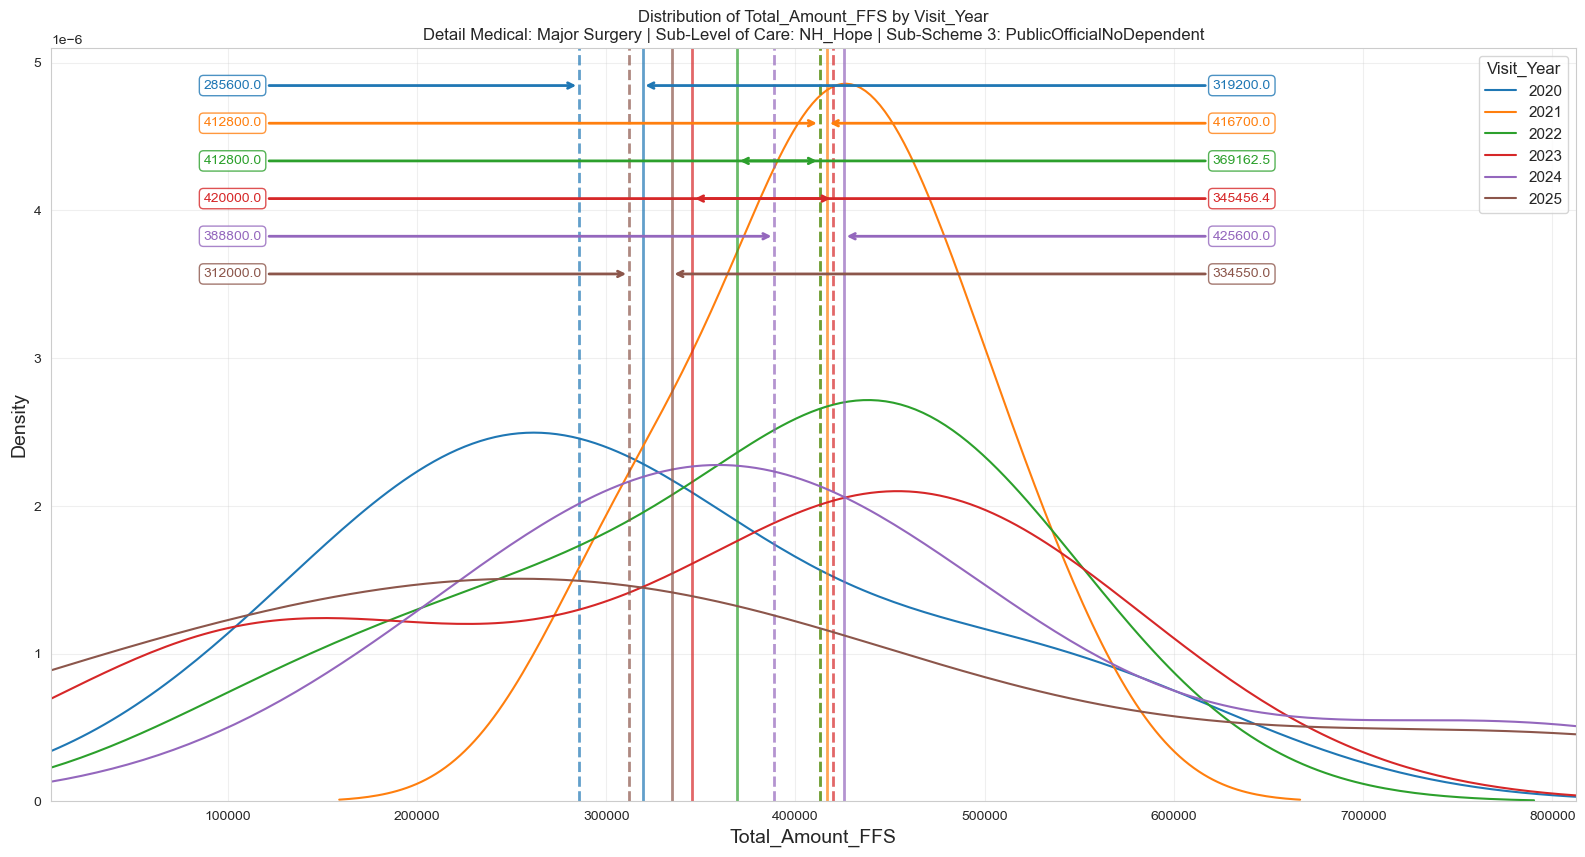 Distribution of Total_Amount_FFS by Visit_Year
Detail Medical: Major Surgery | Sub-Level of Care: NH_Hope | Sub-Scheme 3: PublicOfficialNoDependent
1e−6
5
4
3
2
1
0
Density
285600.0 319200.0
412800.0 416700.0
412800.0 369162.5
420000.0 345456.4
388800.0 425600.0
312000.0 334550.0
Visit_Year
2020
2021
2022
2023
2024
2025
100000 200000 300000 400000 500000 600000 700000 800000
Total_Amount_FFS